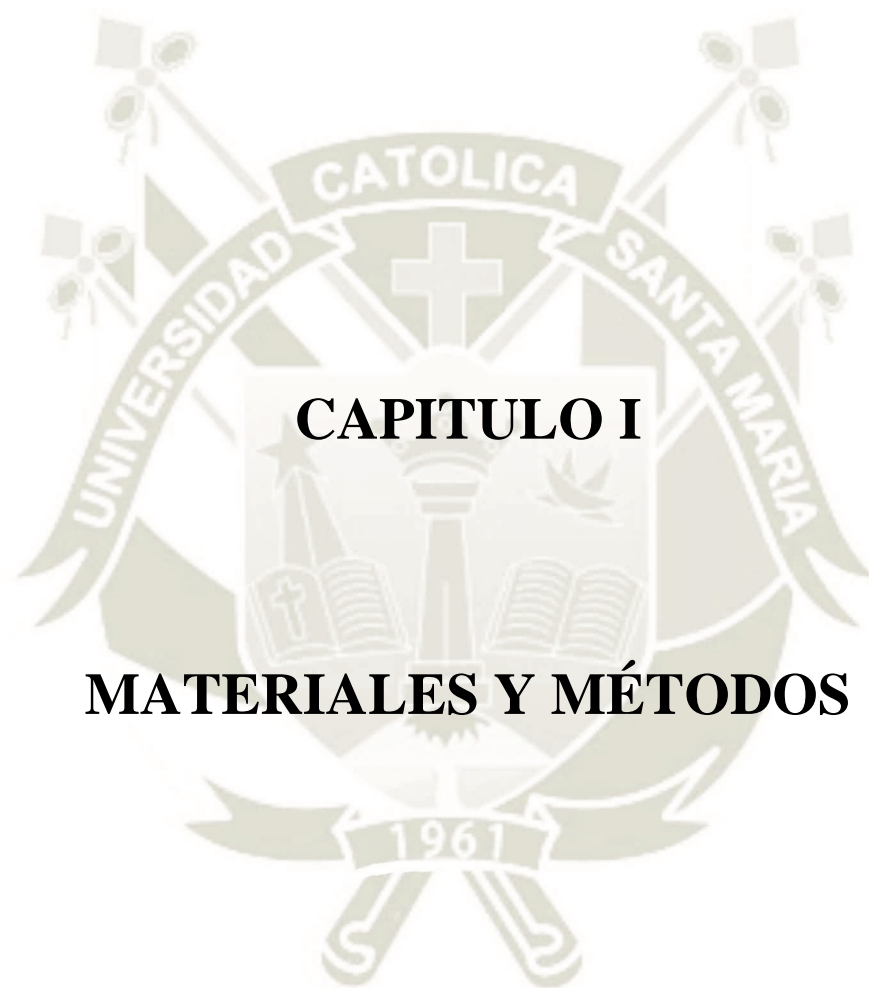 CATOLICA
UNIVERSIDAD
SANTA MARIA
CAPITULO I
MATERIALES Y MÉTODOS
1961